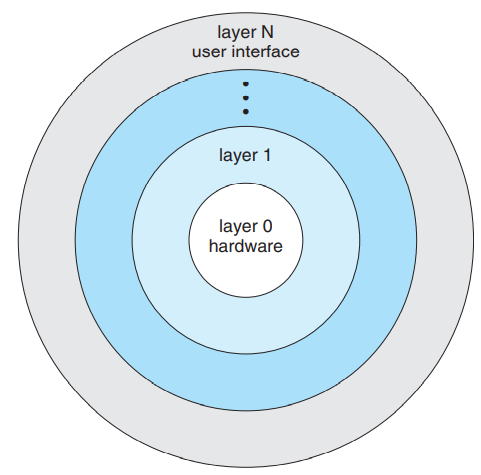 layer N
user interface
layer 1
layer 0
hardware